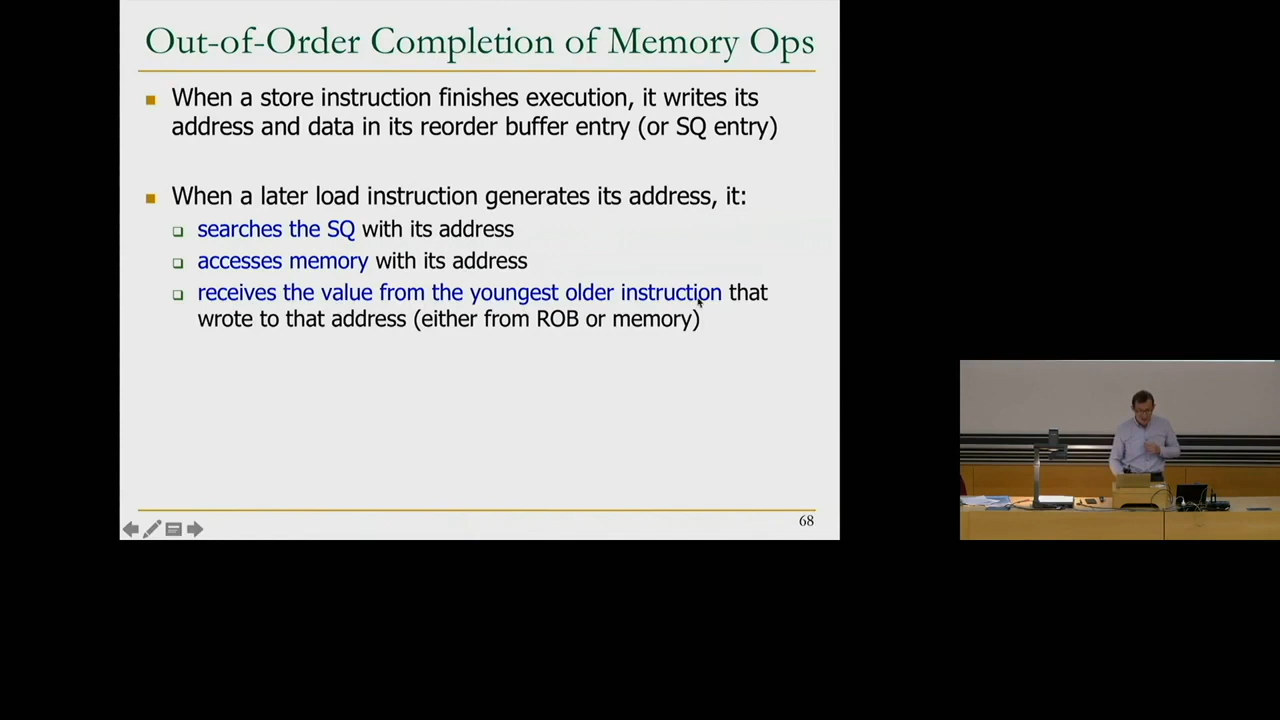 Out-of-Order Completion of Memory Ops
When a store instruction finishes execution, it writes its
address and data in its reorder buffer entry (or SQ entry)
When a later load instruction generates its address, it:
searches the SQ with its address
accesses memory with its address
receives the value from the youngest older instruction that
wrote to that address (either from ROB or memory)
68